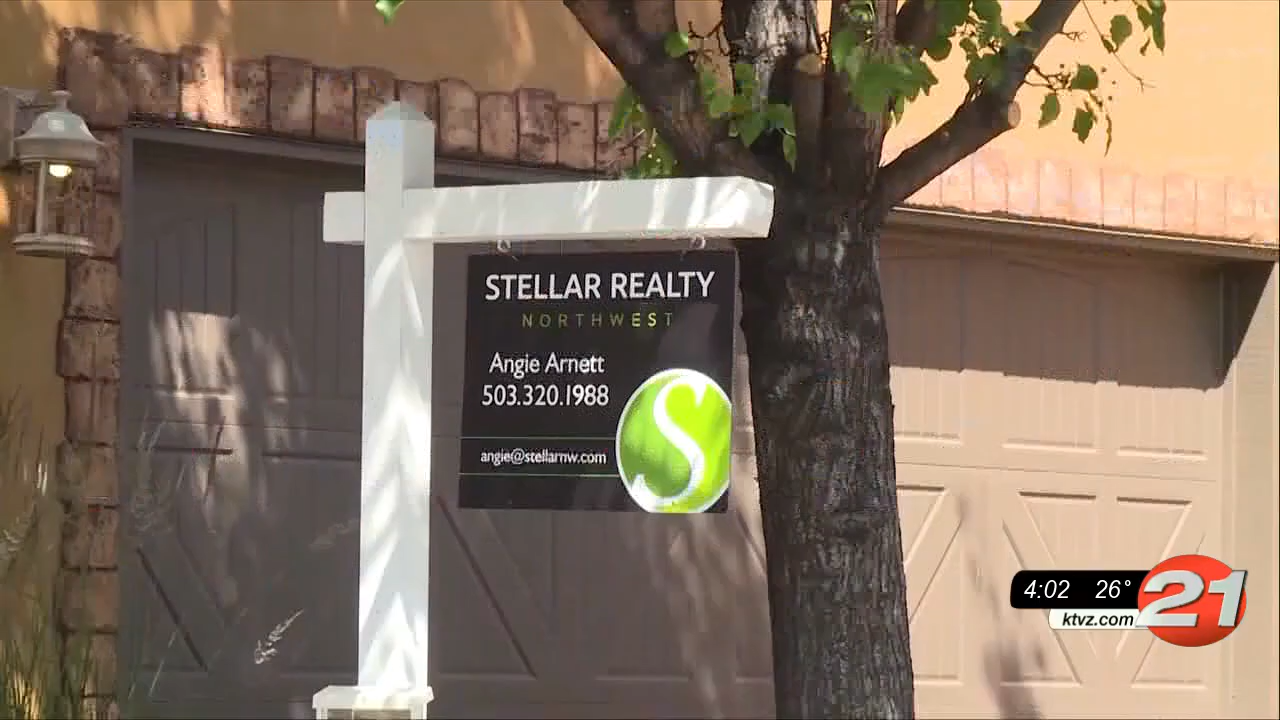 STELLAR REALTY
NORTHWEST
Angie Arnett
503.320.1988
angie@stellarnw.com
S
4:02 26°
ktvz.com
21